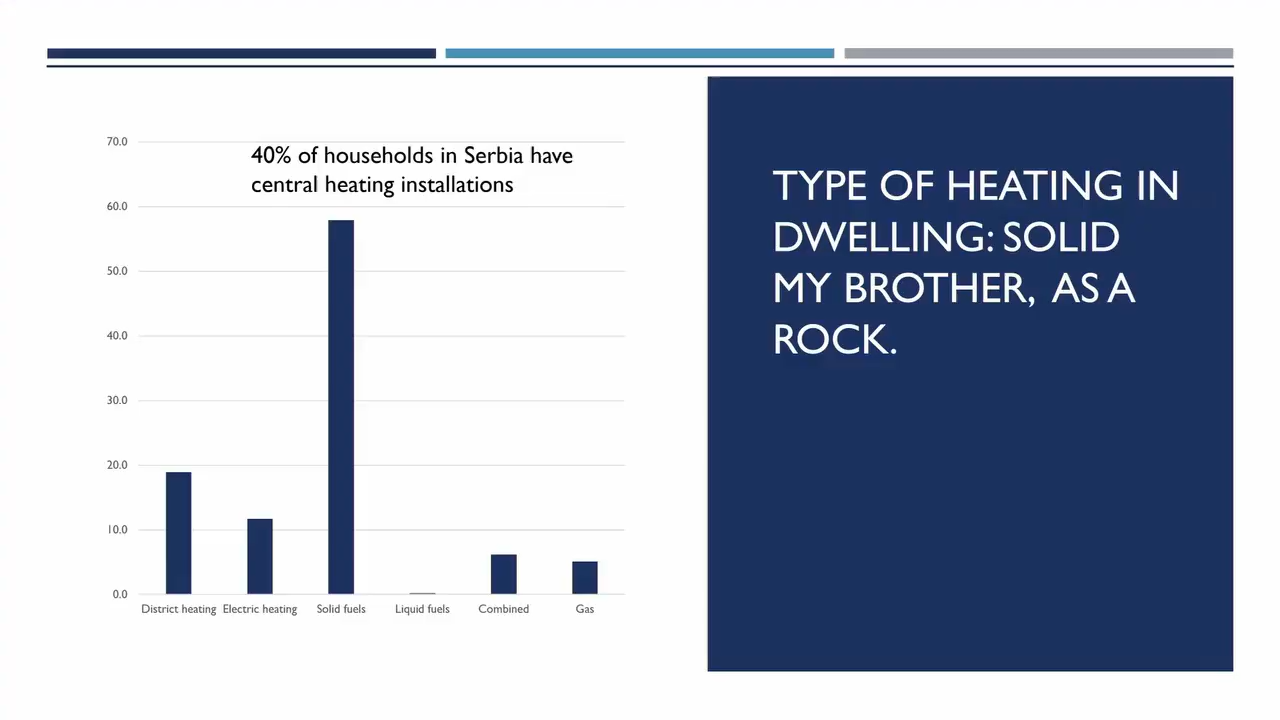 70.0
40% of households in Serbia have
central heating installations
60.0
50.0
40.0
30.0
20.0
10.0
0.0
District heating Electric heating Solid fuels Liquid fuels Combined Gas
TYPE OF HEATING IN
DWELLING: SOLID
MY BROTHER, AS A
ROCK.